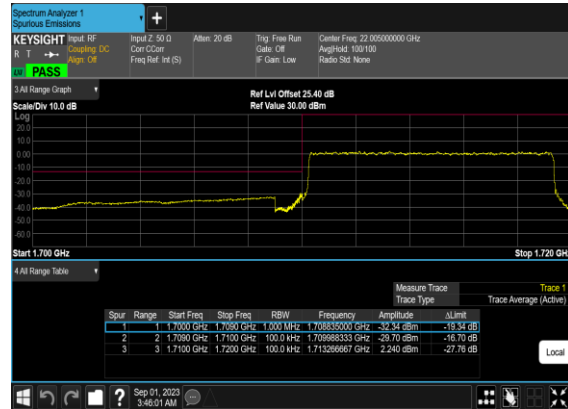 Spectrum Analyzer 1
Spurious Emissions
+
KEYSIGHT Input: RF Input Z: 50 Ω Atten: 20 dB Trig: Free Run Center Freq: 22.005000000 GHz
R T Coupling: DC Corr CCorr Gate: Off Avg|Hold: 100/100
Align: Off Freq Ref: Int (S) IF Gain: Low Radio Std: None
LW PASS
3 All Range Graph
Ref Lvl Offset 25.40 dB
Scale/Div 10.0 dB Ref Value 30.00 dBm
Log
20.0
10.0
0.0
-10.0
-20.0
-30.0
-40.0
-50.0
-60.0
Start 1.700 GHz Stop 1.720 GHz
4 All Range Table
Measure Trace Trace 1
Trace Type Trace Average (Active)
Spur Range Start Freq Stop Freq RBW Frequency Amplitude ΔLimit
1 1 1.7000 GHz 1.7090 GHz 1.000 MHz 1.708835000 GHz -32.34 dBm -19.34 dB
2 2 1.7090 GHz 1.7100 GHz 100.0 kHz 1.709988333 GHz -29.70 dBm -16.70 dB
3 3 1.7100 GHz 1.7200 GHz 100.0 kHz 1.713266667 GHz 2.240 dBm -27.76 dB
Local
? Sep 01, 2023
3:46:01 AM